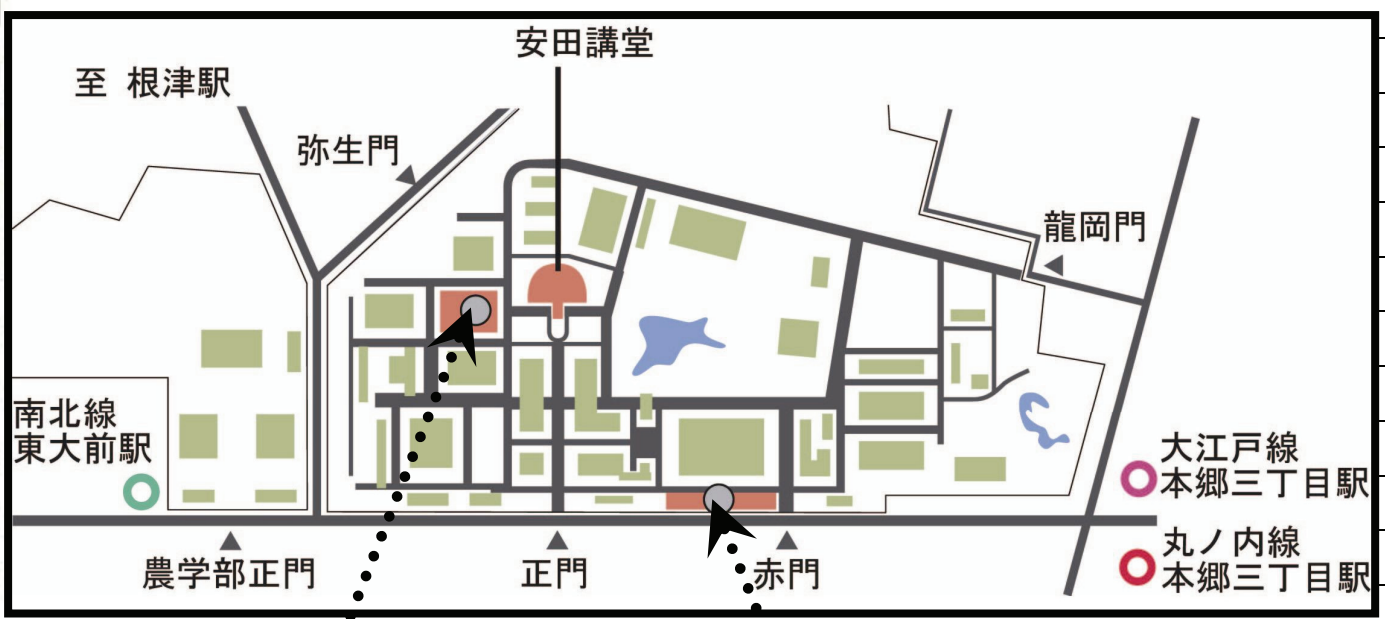 安田講堂
至 根津駅
弥生門
龍岡門
南北線
東大前駅
大江戸線
本郷三丁目駅
丸ノ内線
本郷三丁目駅
農学部正門
正門
赤門